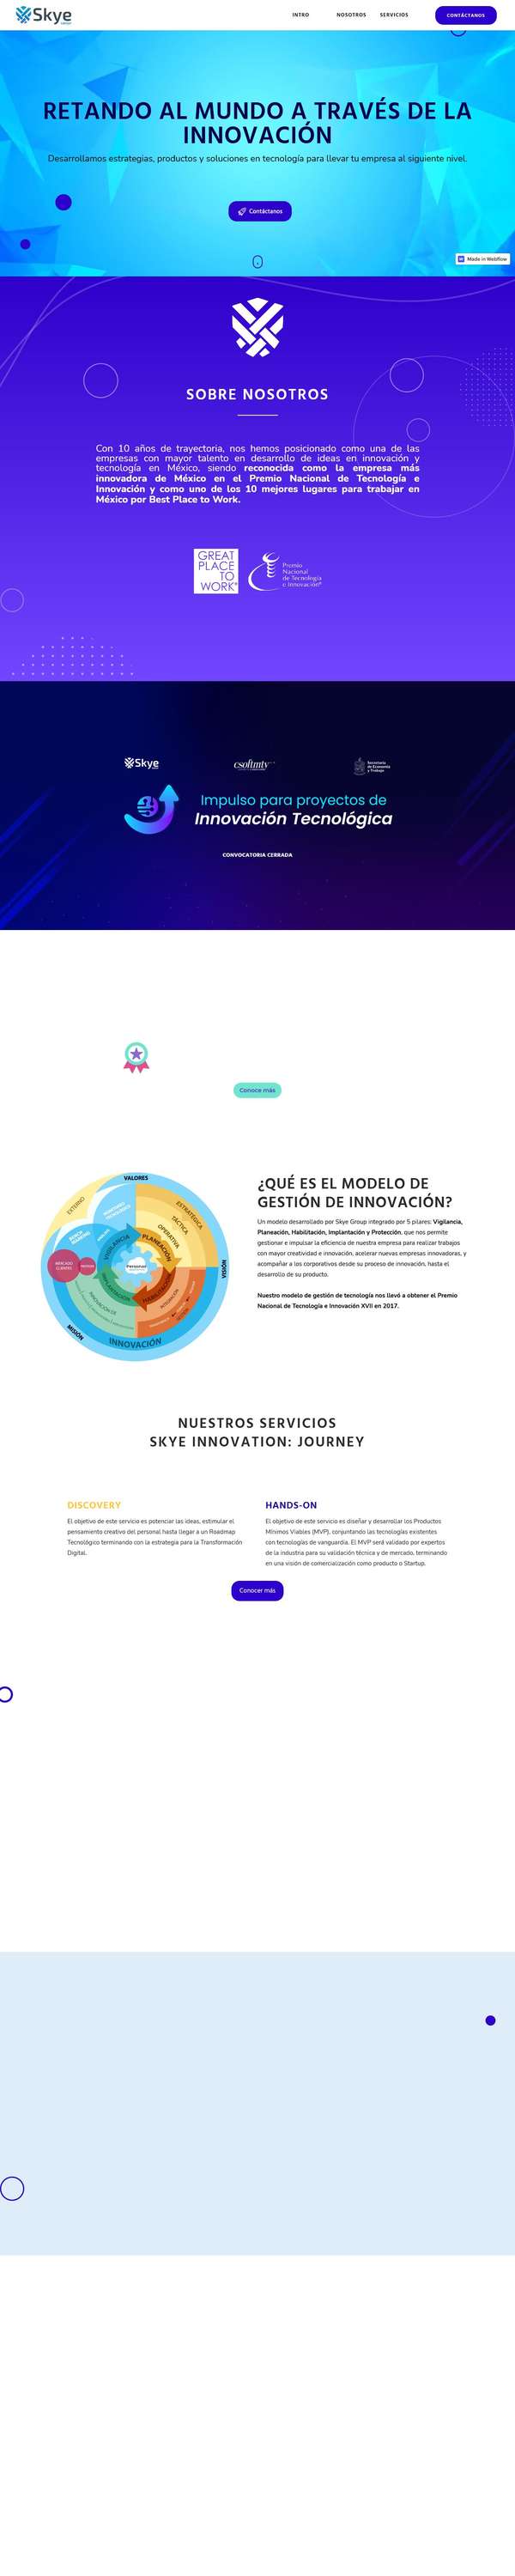 Skye
INTRO
NOSOTROS
SERVICIOS
CONTÁCTANOS
RETANDO AL MUNDO A TRAVÉS DE LA
INNOVACIÓN
Desarrollamos estrategias, productos y soluciones en tecnología para llevar tu empresa al siguiente nivel.
Contáctanos
Made in Webflow
SOBRE NOSOTROS
Con 10 años de trayectoria, nos hemos posicionado como una de las
empresas con mayor talento en desarrollo de ideas en innovación y
tecnología en México, siendo reconocida como la empresa más
innovadora de México en el Premio Nacional de Tecnología e
Innovación y como uno de los 10 mejores lugares para trabajar en
México por Best Place to Work.
GREAT
PLACE
TO
WORK®
Premio
Nacional
de Tecnología
e Innovación
Skye
csoftmty
Secretaría
de Economía
y Trabajo
Impulso para proyectos de
Innovación Tecnológica
CONVOCATORIA CERRADA
Conoce más
VALORES
EXTERNO
ESTRATÉGICA
TÁCTICA
OPERATIVA
VIGILANCIA
PLANEACIÓN
MERCADO
CLIENTES
Personal
VISIÓN
MISIÓN
INNOVACIÓN
¿QUÉ ES EL MODELO DE
GESTIÓN DE INNOVACIÓN?
Un modelo desarrollado por Skye Group integrado por 5 pilares: Vigilancia,
Planeación, Habilitación, Implantación y Protección, que nos permite
gestionar e impulsar la eficiencia de nuestra empresa para realizar trabajos
con mayor creatividad e innovación, acelerar nuevas empresas innovadoras, y
acompañar a los corporativos desde su proceso de innovación, hasta el
desarrollo de su producto.
Nuestro modelo de gestión de tecnología nos llevó a obtener el Premio
Nacional de Tecnología e Innovación XVII en 2017.
NUESTROS SERVICIOS
SKYE INNOVATION: JOURNEY
DISCOVERY
El objetivo de este servicio es potenciar las ideas, estimular el
pensamiento creativo del personal hasta llegar a un Roadmap
Tecnológico terminando con la estrategia para la Transformación
Digital.
HANDS-ON
El objetivo de este servicio es diseñar y desarrollar los Productos
Mínimos Viables (MVP), conjuntando las tecnologías existentes
con tecnologías de vanguardia. El MVP será validado por expertos
de la industria para su validación técnica y de mercado, terminando
en una visión de comercialización como producto o Startup.
Conocer más